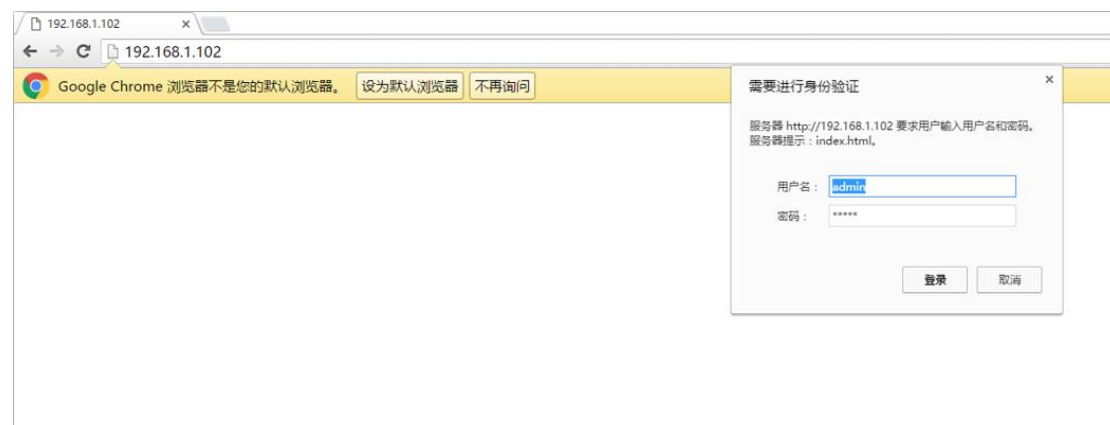 192.168.1.102
192.168.1.102
Google Chrome 浏览器不是您的默认浏览器。 设为默认浏览器 不再询问
需要进行身份验证
服务器 http://192.168.1.102 要求用户输入用户名和密码。
服务器提示：index.html。
用户名： admin
密码： *****
登录 取消